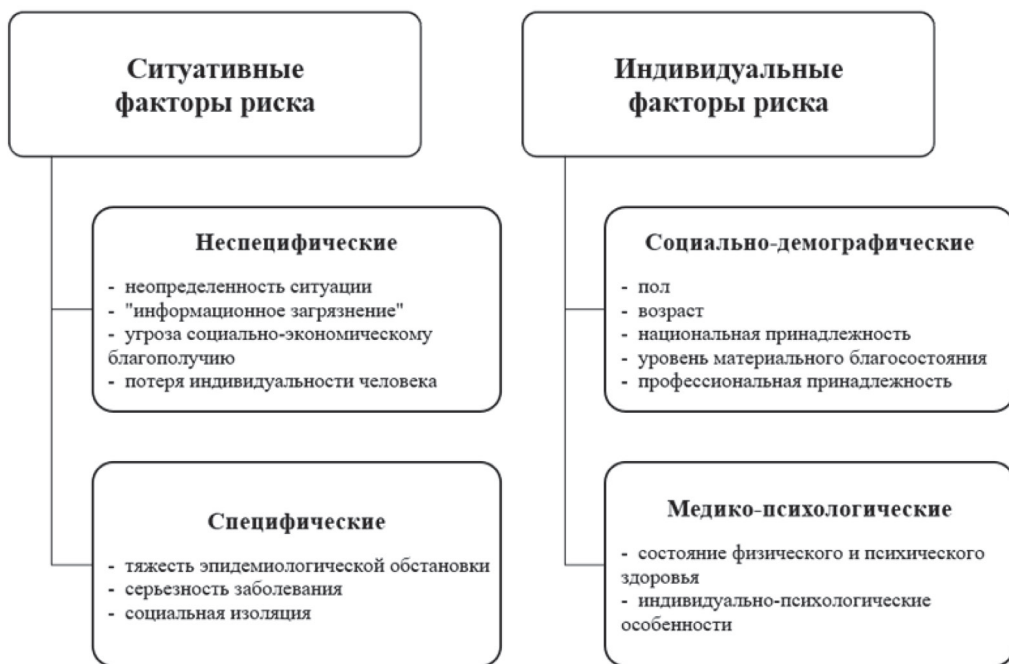 Ситуативные
факторы риска
Неспецифические
- неопределенность ситуации
- "информационное загрязнение"
- угроза социально-экономическому
благополучию
- потеря индивидуальности человека
Специфические
- тяжесть эпидемиологической обстановки
- серьезность заболевания
- социальная изоляция
Индивидуальные
факторы риска
Социально-демографические
- пол
- возраст
- национальная принадлежность
- уровень материального благосостояния
- профессиональная принадлежность
Медико-психологические
- состояние физического и психического
здоровья
- индивидуально-психологические
особенности